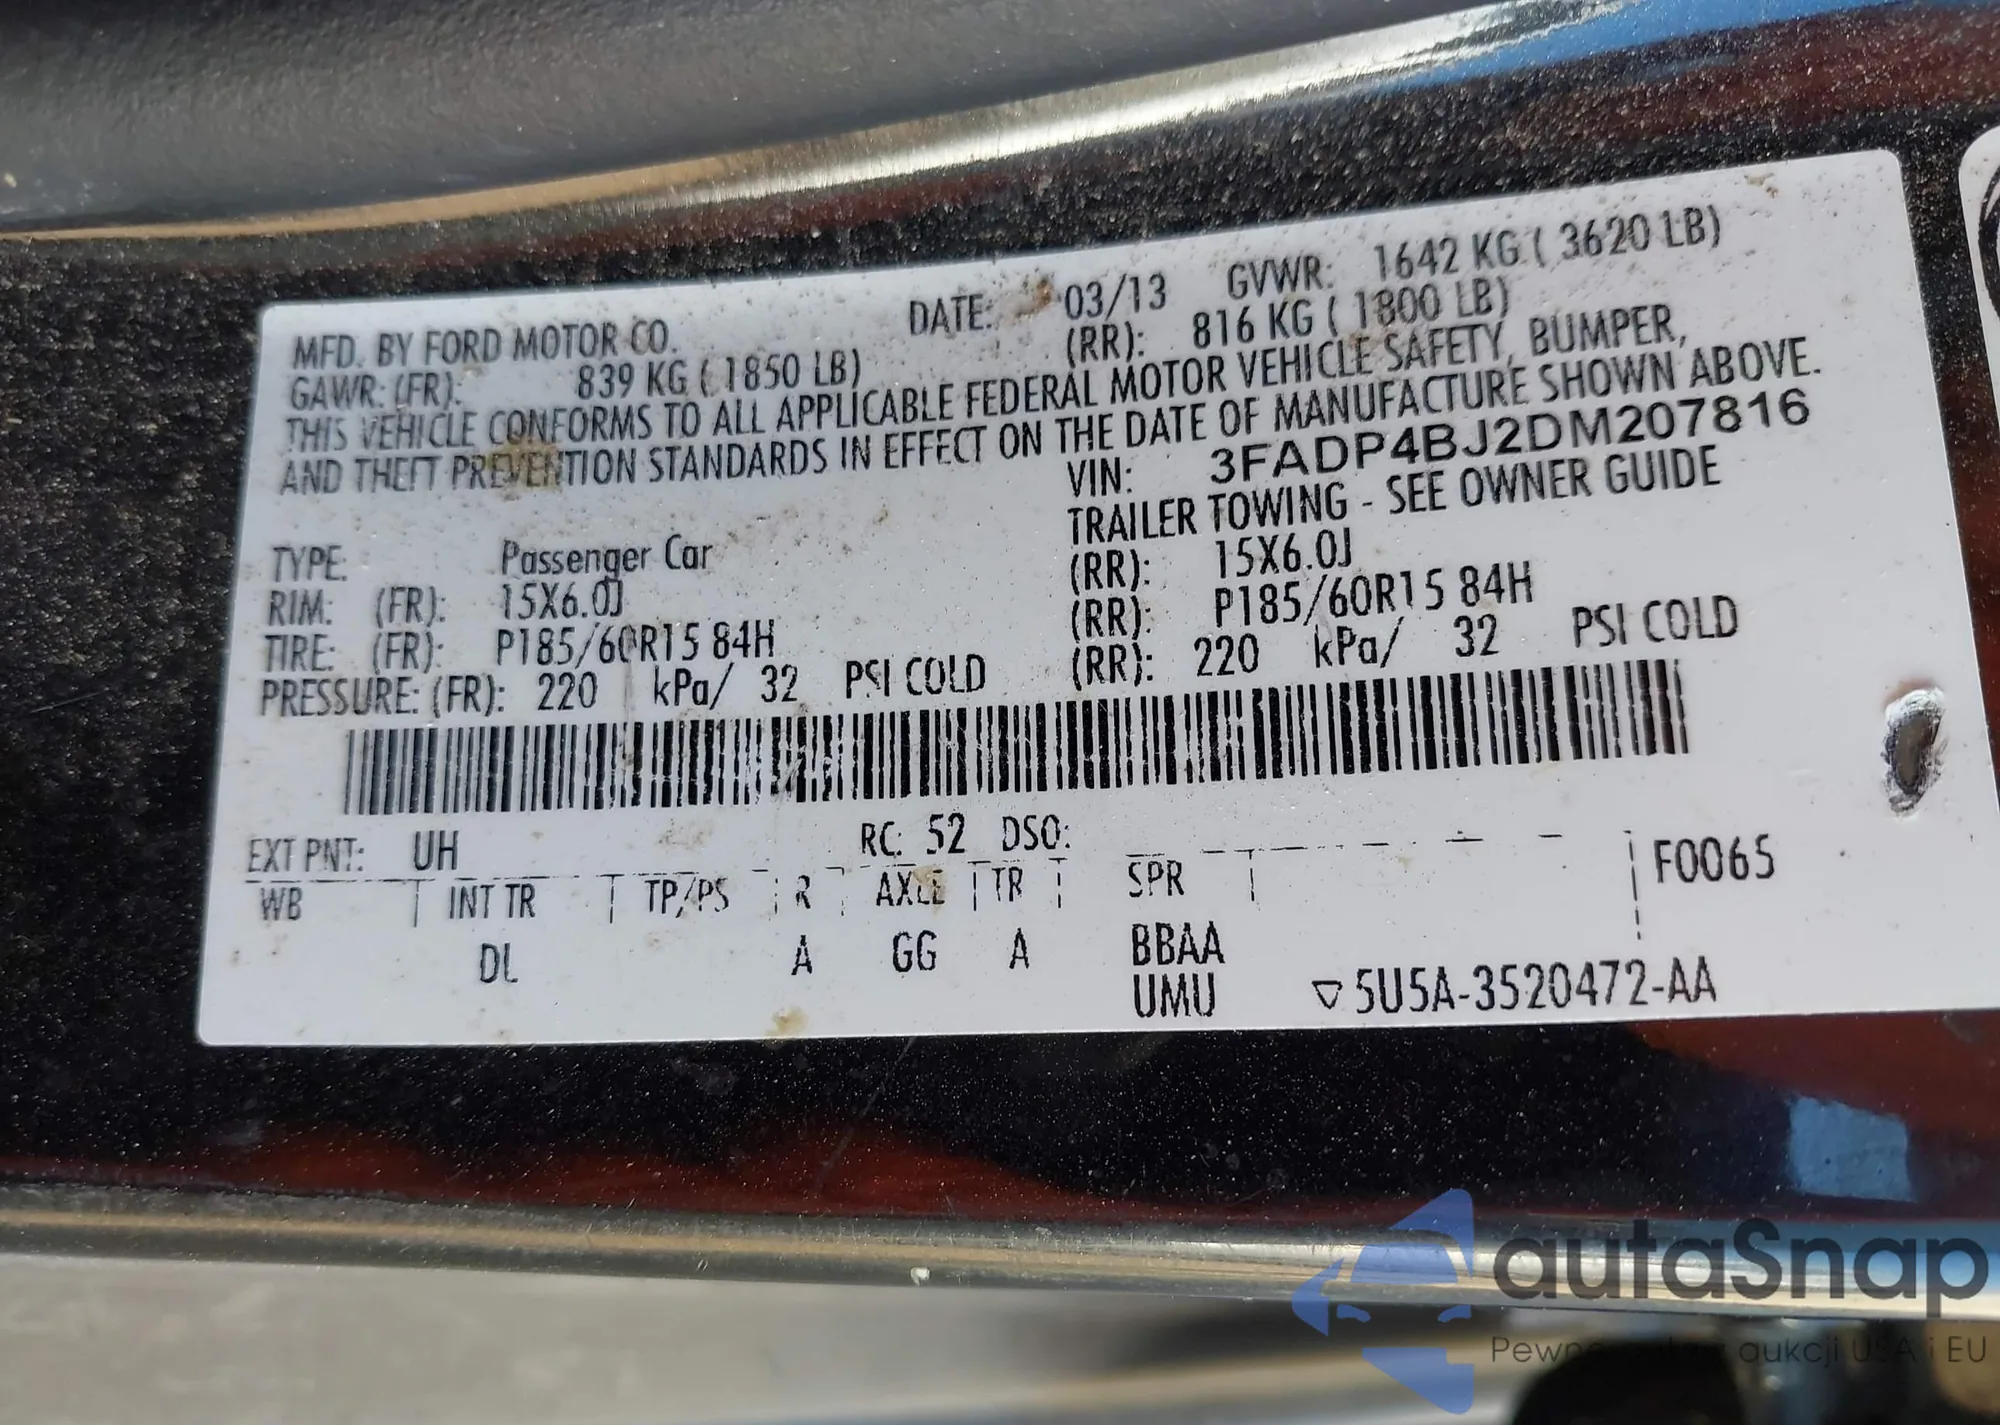 MFD. BY FORD MOTOR CO. DATE: 03/13 GVWR: 1642 KG ( 3620 LB)
GAWR: (FR): 839 KG ( 1850 LB) (RR): 816 KG ( 1800 LB)
THIS VEHICLE CONFORMS TO ALL APPLICABLE FEDERAL MOTOR VEHICLE SAFETY, BUMPER,
AND THEFT PREVENTION STANDARDS IN EFFECT ON THE DATE OF MANUFACTURE SHOWN ABOVE.
VIN: 3FADP4BJ2DM207816
TRAILER TOWING - SEE OWNER GUIDE
TYPE: Passenger Car
RIM: (FR): 15X6.0J (RR): 15X6.0J
TIRE: (FR): P185/60R15 84H (RR): P185/60R15 84H
PRESSURE: (FR): 220 kPa/ 32 PSI COLD (RR): 220 kPa/ 32 PSI COLD
EXT PNT: UH RC: 52 DSO:
WB INT TR TP/PS R AXLE TR SPR F0065
DL A GG A BBAA
UMU ▽5U5A-3520472-AA
autaSnap
aukcji USA i EU